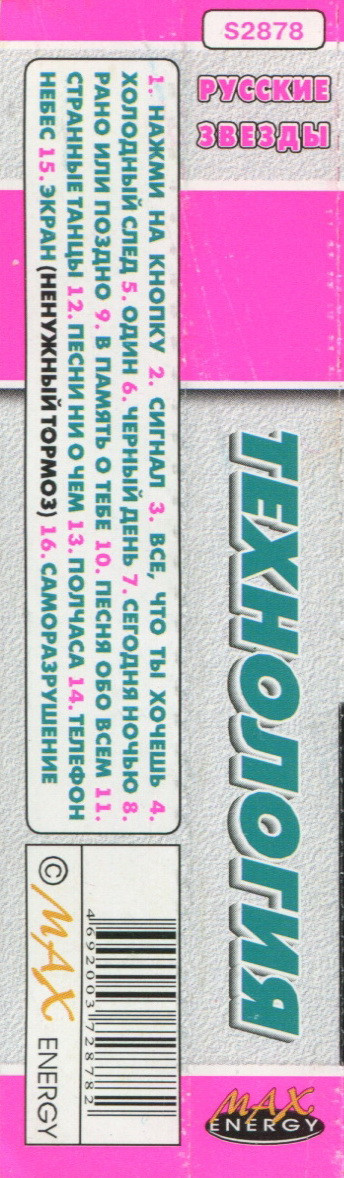 S2878
РУССКИЕ
ЗВЕЗДЫ
ТЕХНОЛОГИЯ
MAX
ENERGY
1. НАЖМИ НА КНОПКУ 2. СИГНАЛ 3. ВСЕ, ЧТО ТЫ ХОЧЕШЬ 4.
ХОЛОДНЫЙ СЛЕД 5. ОДИН 6. ЧЕРНЫЙ ДЕНЬ 7. СЕГОДНЯ НОЧЬЮ 8.
РАНО ИЛИ ПОЗДНО 9. В ПАМЯТЬ О ТЕБЕ 10. ПЕСНЯ ОБО ВСЕМ 11.
СТРАННЫЕ ТАНЦЫ 12. ПЕСНИ НИ О ЧЕМ 13. ПОЛЧАСА 14. ТЕЛЕФОН
НЕБЕС 15. ЭКРАН (НЕНУЖНЫЙ ТОРМОЗ) 16. САМОРАЗРУШЕНИЕ
4 692003 728782
© MAX ENERGY